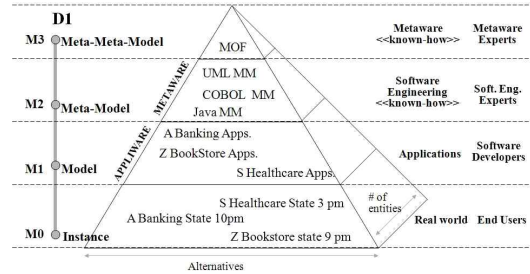 D1
M3 Meta-Meta-Model
MOF
Metaware
<<known-how>>
Metaware
Experts
METAWARE
UML MM
COBOL MM
Java MM
M2
Meta-Model
Software
Engineering
<<known-how>>
Soft. Eng.
Experts
APPLIWARE
A Banking Apps.
Z BookStore Apps.
S Healthcare Apps.
M1 Model
Applications
Software
Developers
S Healthcare State 3 pm
A Banking State 10pm
Z Bookstore state 9 pm
M0 Instance
# of
entities
Real world
End Users
Alternatives